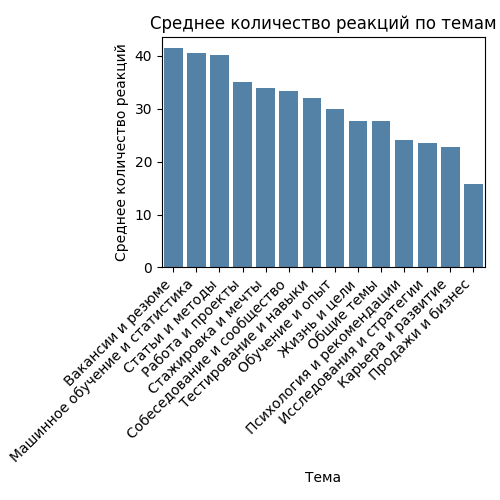 Среднее количество реакций по темам
Среднее количество реакций
40
30
20
10
0
Вакансии и резюме
Машинное обучение и статистика
Статьи и методы
Работа и проекты
Стажировка и мечты
Собеседование и сообщество
Тестирование и навыки
Обучение и опыт
Жизнь и цели
Общие темы
Психология и рекомендации
Исследования и стратегии
Карьера и развитие
Продажи и бизнес
Тема